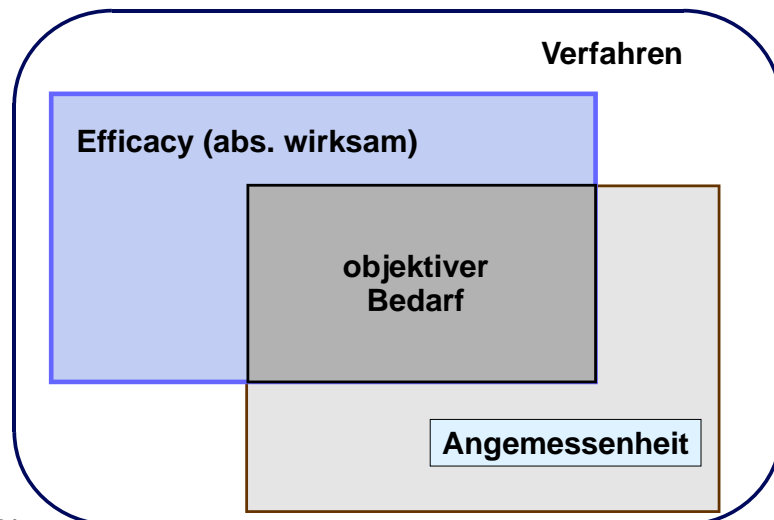 Verfahren
Efficacy (abs. wirksam)
objektiver
Bedarf
Angemessenheit